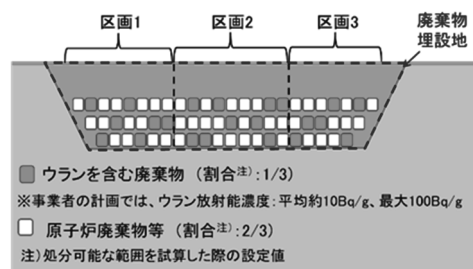 区画1 区画2 区画3
廃棄物
埋設地
ウランを含む廃棄物（割合注）：1/3）
※事業者の計画では、ウラン放射能濃度：平均約10Bq/g、最大100Bq/g
原子炉廃棄物等（割合注）：2/3）
注）処分可能な範囲を試算した際の設定値